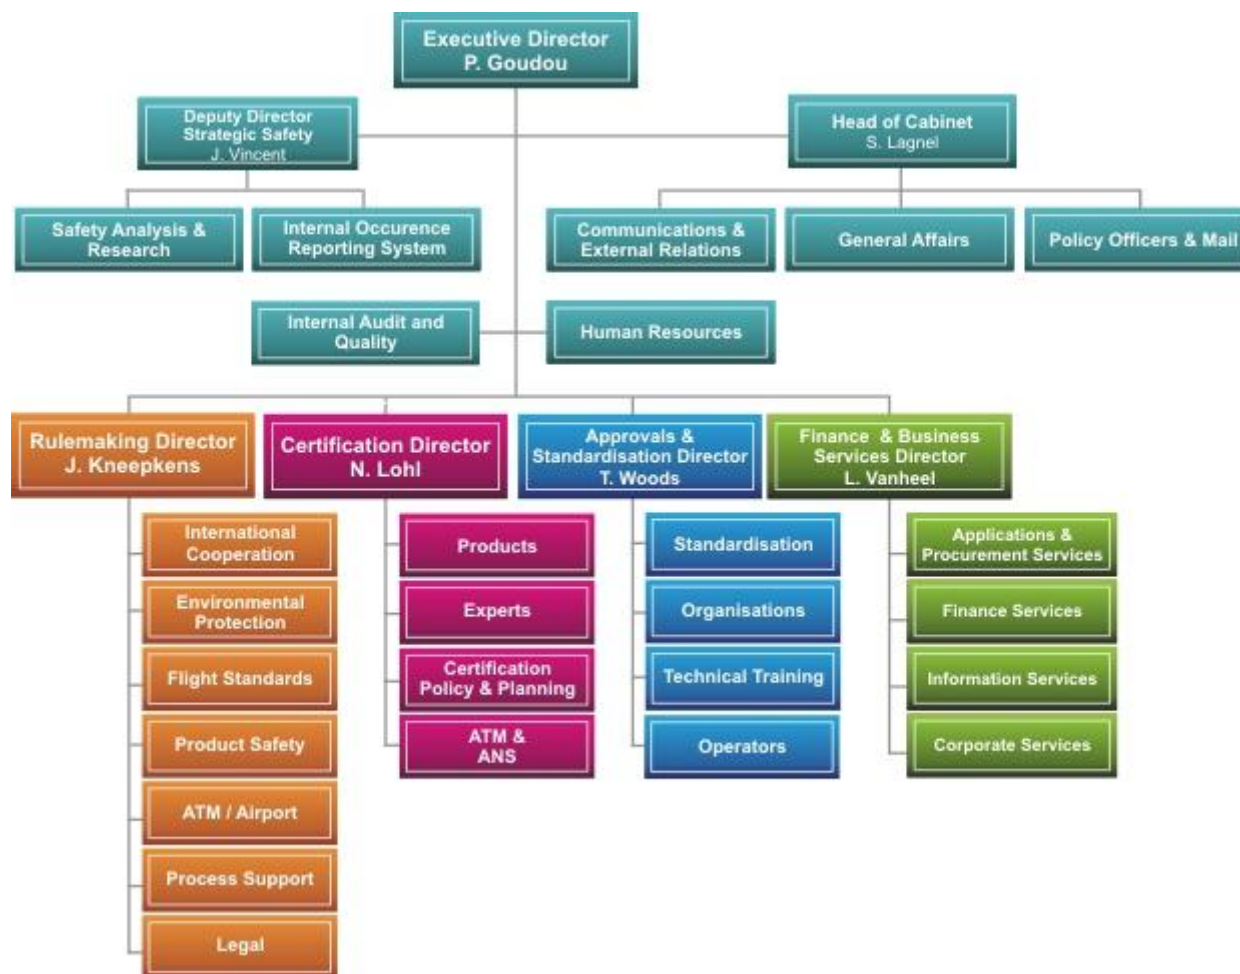 Executive Director
P. Goudou
Deputy Director
Strategic Safety
J. Vincent
Head of Cabinet
S. Lagnel
Safety Analysis &
Research
Internal Occurence
Reporting System
Communications &
External Relations
General Affairs
Policy Officers & Mail
Internal Audit and
Quality
Human Resources
Rulemaking Director
J. Kneepkens
Certification Director
N. Lohl
Approvals &
Standardisation Director
T. Woods
Finance & Business
Services Director
L. Vanheel
International
Cooperation
Environmental
Protection
Flight Standards
Product Safety
ATM / Airport
Process Support
Legal
Products
Experts
Certification
Policy & Planning
ATM &
ANS
Standardisation
Organisations
Technical Training
Operators
Applications &
Procurement Services
Finance Services
Information Services
Corporate Services